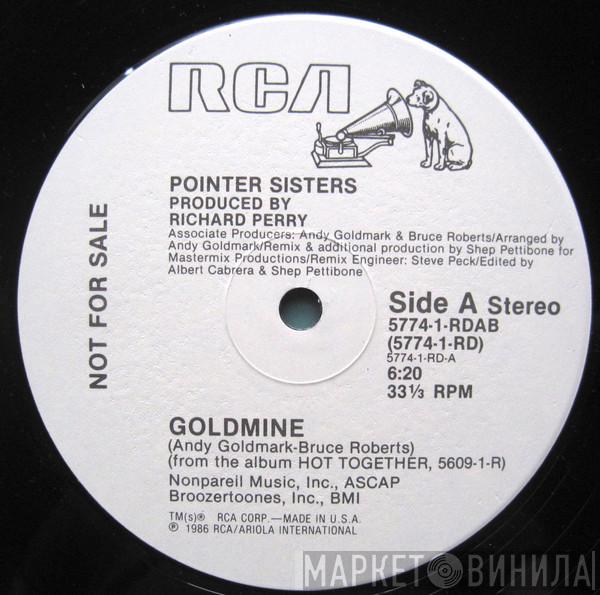 RCA
POINTER SISTERS
PRODUCED BY
RICHARD PERRY
Associate Producers: Andy Goldmark & Bruce Roberts/Arranged by
Andy Goldmark/Remix & additional production by Shep Pettibone for
Mastermix Productions/Remix Engineer: Steve Peck/Edited by
Albert Cabrera & Shep Pettibone
NOT FOR SALE
Side A Stereo
5774-1-RDAB
(5774-1-RD)
5774-1-RD-A
6:20
33⅓ RPM
GOLDMINE
(Andy Goldmark-Bruce Roberts)
(from the album HOT TOGETHER, 5609-1-R)
Nonpareil Music, Inc., ASCAP
Broozertoones, Inc., BMI
TM(s)® RCA CORP.—MADE IN U.S.A.
℗ 1986 RCA/ARIOLA INTERNATIONAL
МАРКЕТ ВИНИЛА